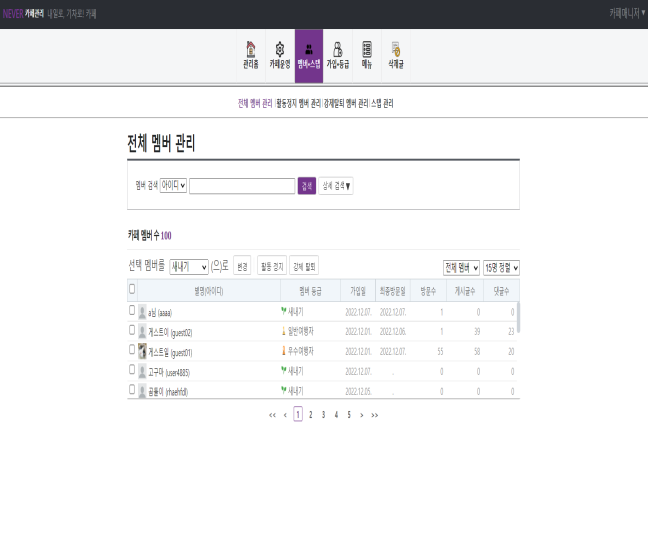 NEVER 카페관리 내일로, 기차로! 카페 카페매니저 ▼
관리홈 카페운영 멤버•스탭 가입•등급 메뉴 삭제글
전체 멤버 관리 | 활동정지 멤버 관리 | 강제탈퇴 멤버 관리 | 스탭 관리
전체 멤버 관리
멤버 검색 아이디 검색 상세 검색▼
카페 멤버 수 100
선택 멤버를 새내기 (으)로 변경 활동 정지 강제 탈퇴 전체 멤버 15명 정렬
별명(아이디) 멤버 등급 가입일 최종방문일 방문수 게시글수 댓글수
a님 (aaaa) 새내기 2022.12.07. 2022.12.07. 1 0 0
게스트이 (guest02) 일반여행자 2022.12.01. 2022.12.06. 1 39 23
게스트일 (guest01) 우수여행자 2022.12.01. 2022.12.07. 55 58 20
고구마 (user4885) 새내기 2022.12.07. . 0 0 0
새내기 2022.12.05. . 0 0 0
<< < 1 2 3 4 5 > >>